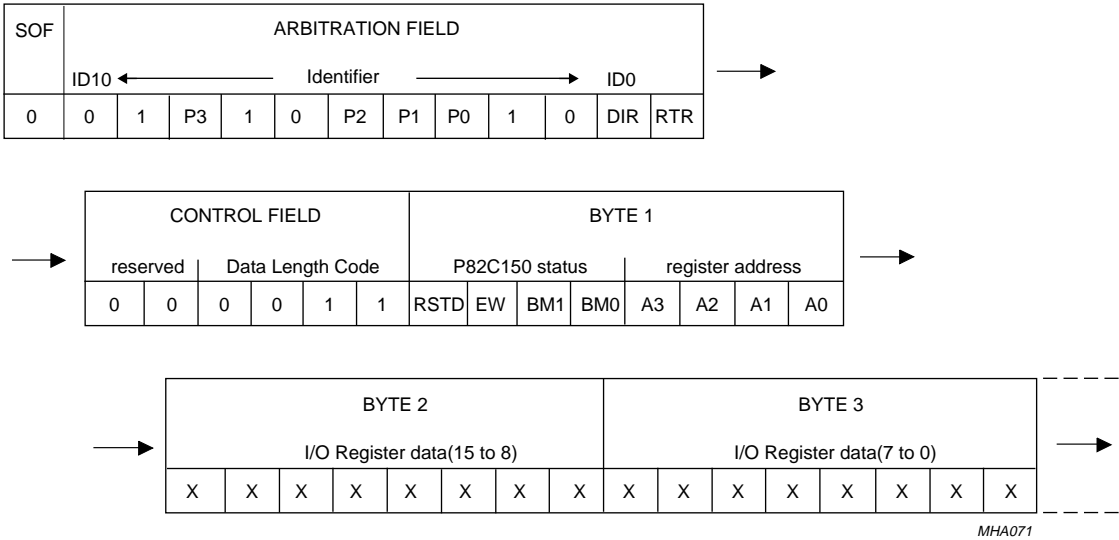 SOF ARBITRATION FIELD
ID10 Identifier ID0
0 0 1 P3 1 0 P2 P1 P0 1 0 DIR RTR
CONTROL FIELD BYTE 1
reserved Data Length Code P82C150 status register address
0 0 0 0 1 1 RSTD EW BM1 BM0 A3 A2 A1 A0
BYTE 2 BYTE 3
I/O Register data(15 to 8) I/O Register data(7 to 0)
X X X X X X X X X X X X X X X X
MHA071